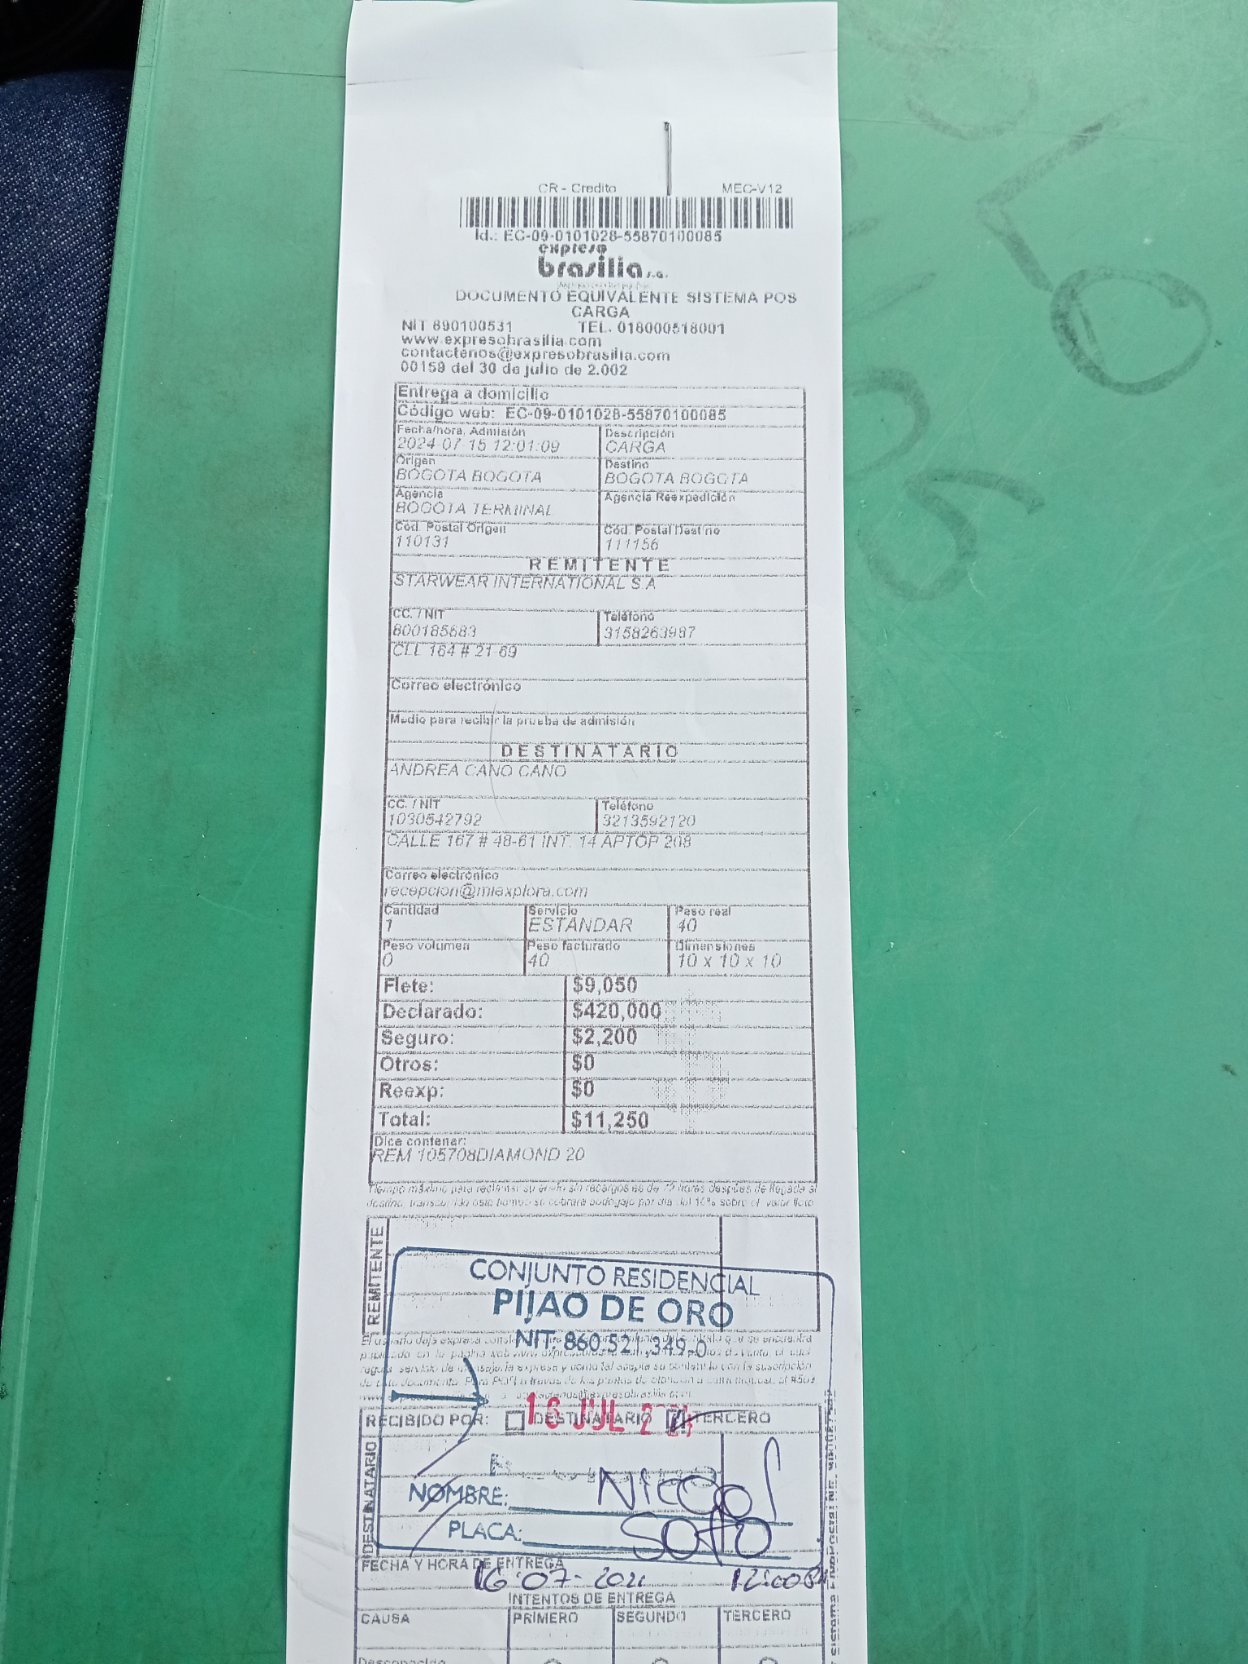 CR - Credito MEC-V12
Id.: EC-09-0101028-55870100085
expreso
brasilia s.a.
DOCUMENTO EQUIVALENTE SISTEMA POS
CARGA
NIT 890100531 TEL. 018000518001
www.expresobrasilia.com
contactenos@expresobrasilia.com
00159 del 30 de julio de 2.002
Entrega a domicilio
Código web: EC-09-0101028-55870100085
Fecha/hora. Admisión Descripción
2024-07-15 12:01:09 CARGA
Origen Destino
BOGOTA BOGOTA BOGOTA BOGOTA
Agencia Agencia Reexpedición
BOGOTA TERMINAL
Cód. Postal Origen Cód. Postal Destino
110131 111156
REMITENTE
STARWEAR INTERNATIONAL S.A
CC. / NIT Teléfono
800185683 3158263987
CLL 164 # 21 69
Correo electrónico
Medio para recibir la prueba de admisión
DESTINATARIO
ANDREA CANO CANO
CC. / NIT Teléfono
1030542792 3213592120
CALLE 167 # 48-61 INT. 14 APTOP 208
Correo electrónico
recepcion@miexplora.com
Cantidad Servicio Peso real
1 ESTANDAR 40
Peso volumen Peso facturado Dimensiones
0 40 10 x 10 x 10
Flete: $9,050
Declarado: $420,000
Seguro: $2,200
Otros: $0
Reexp: $0
Total: $11,250
Dice contener:
REM 105708DIAMOND 20
REMITENTE
CONJUNTO RESIDENCIAL
PIJAO DE ORO
NIT: 860.521.349.0
RECIBIDO POR: DESTINATARIO TERCERO
16 JUL
DESTINATARIO
NOMBRE: Nicool
PLACA: Soto
FECHA Y HORA DE ENTREGA
16-07-202
INTENTOS DE ENTREGA
CAUSA PRIMERO SEGUNDO TERCERO